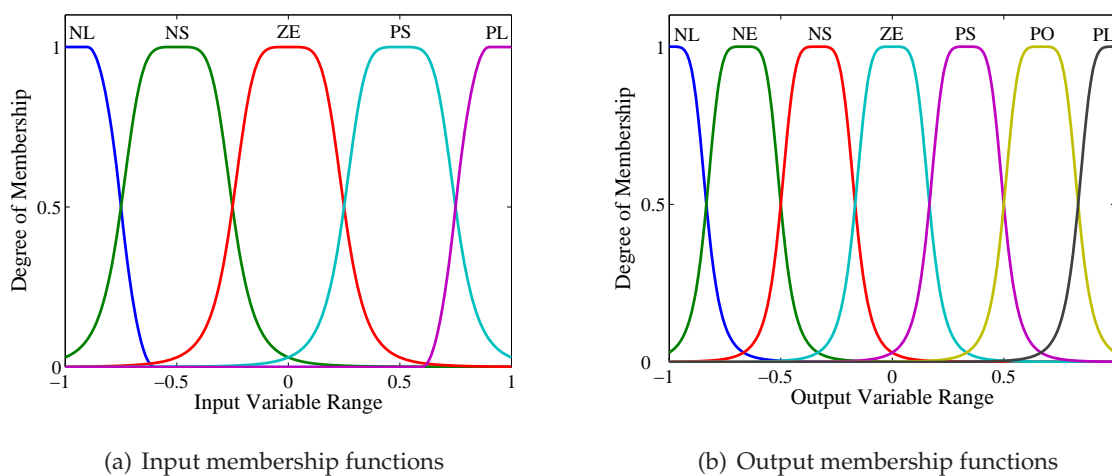 NL NS ZE PS PL
1
0.5
0
Degree of Membership
−1 −0.5 0 0.5 1
Input Variable Range
(a) Input membership functions
NL NE NS ZE PS PO PL
1
0.5
0
Degree of Membership
−1 −0.5 0 0.5
Output Variable Range
(b) Output membership functions